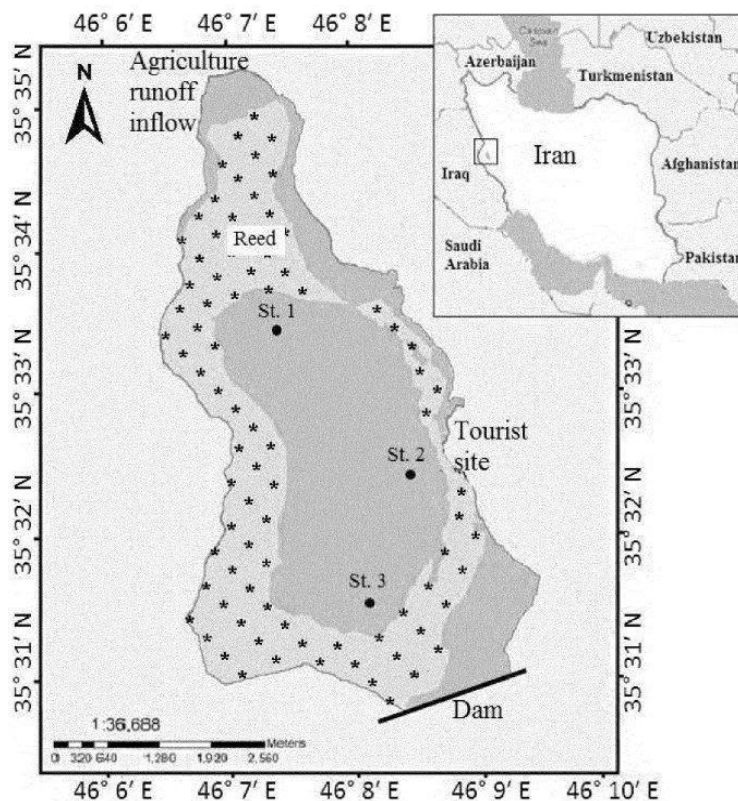 46° 6′ E
46° 7′ E
46° 8′ E
Agriculture
runoff
inflow
N
35° 35′ N
35° 34′ N
35° 33′ N
35° 32′ N
35° 31′ N
Reed
St. 1
St. 2
St. 3
Tourist
site
Dam
Caspian
Sea
Azerbaijan
Uzbekistan
Turkmenistan
Iran
Iraq
Afghanistan
Saudi
Arabia
Pakistan
35° 33′ N
35° 32′ N
35° 31′ N
1:36,688
Meters
0 320 640 1,280 1,920 2,560
46° 6′ E
46° 7′ E
46° 8′ E
46° 9′ E
46° 10′ E